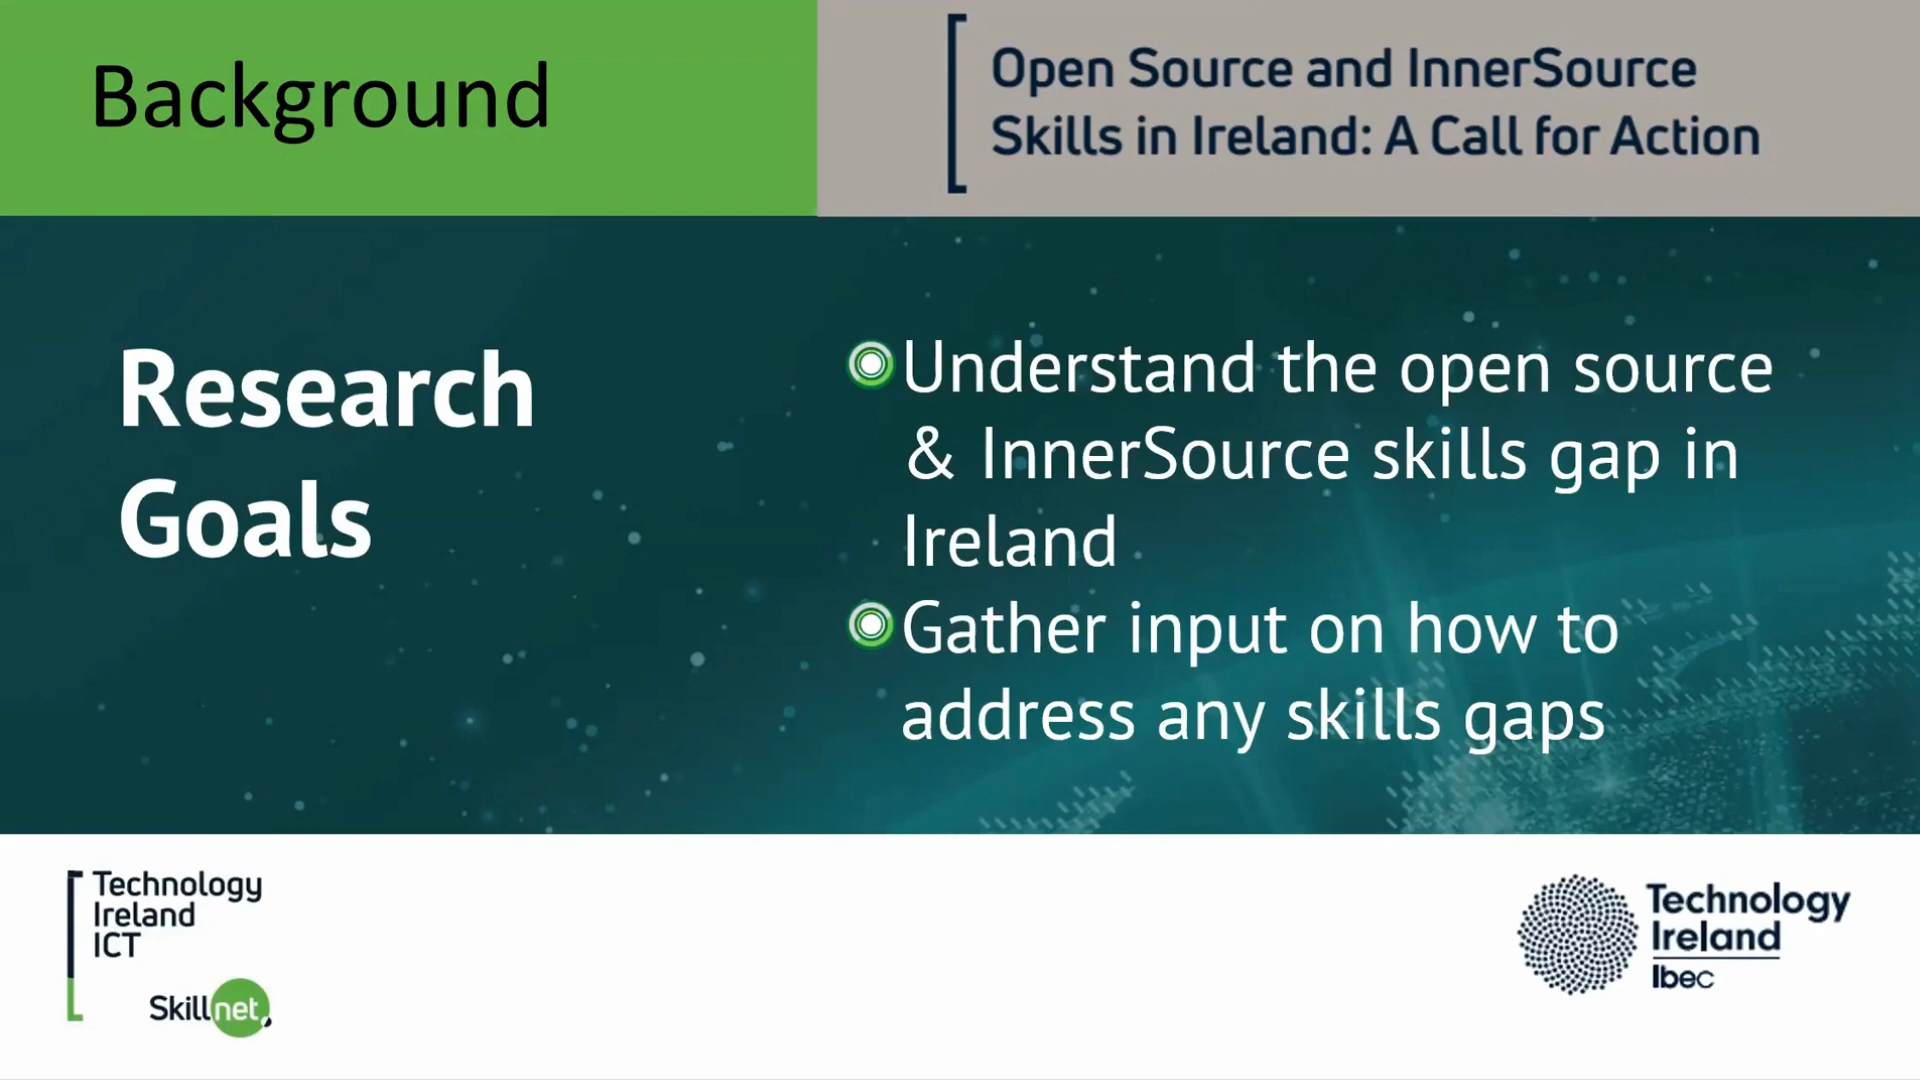 Background
Open Source and InnerSource
Skills in Ireland: A Call for Action
Research
Goals
Understand the open source
& InnerSource skills gap in
Ireland
Gather input on how to
address any skills gaps
Technology
Ireland
ICT
Skillnet
Technology
Ireland
Ibec